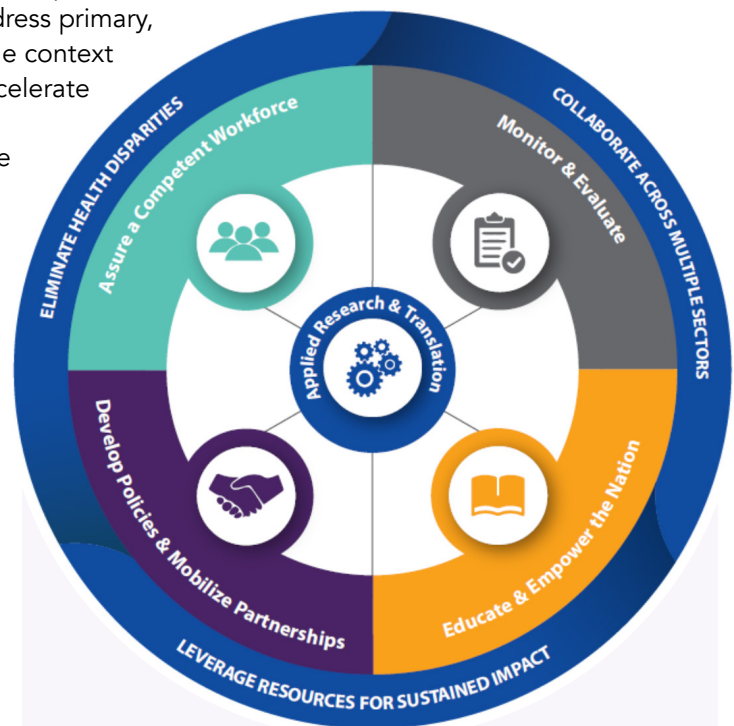 dress primary,
e context
celerate
e
ELIMINATE HEALTH DISPARITIES
COLLABORATE ACROSS MULTIPLE SECTORS
Assure a Competent Workforce
Monitor & Evaluate
Applied Research & Translation
Develop Policies & Mobilize Partnerships
Educate & Empower the Nation
LEVERAGE RESOURCES FOR SUSTAINED IMPACT